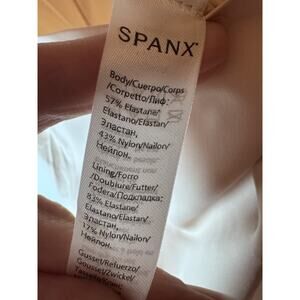 SPANX®
Body/Cuerpo/Corps
/Corpetto/Лиф:
57% Elastane/
Elastano/Elastan/
Эластан,
43% Nylon/Nailon/
Нейлон,
Lining/Forro
/Doublure/Futter/
Fodera/Подкладка:
83% Elastane/
Elastano/Elastan/
Эластан,
17% Nylon/Nailon/
Нейлон,
Gusset/Refuerzo/
Gousset/Zwickel/